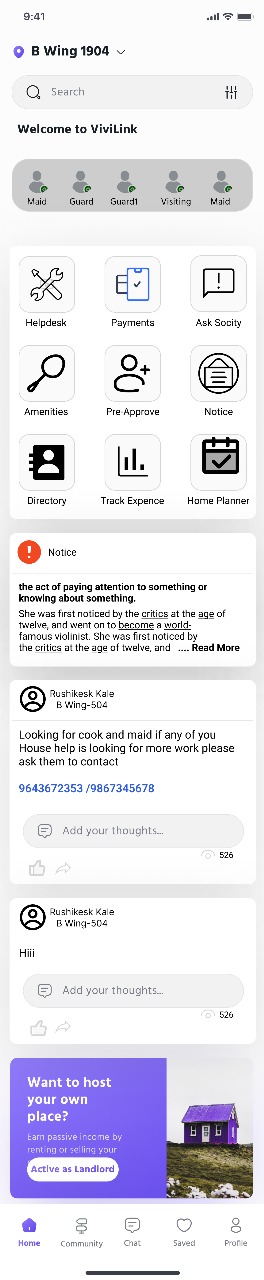 9:41
B Wing 1904
Search
Welcome to ViviLink
Maid Guard Guard1 Visiting Maid
Helpdesk Payments Ask Socity
Amenities Pre-Approve Notice
Directory Track Expence Home Planner
Notice
the act of paying attention to something or
knowing about something.
She was first noticed by the critics at the age of
twelve, and went on to become a world-
famous violinist. She was first noticed by
the critics at the age of twelve, and .... Read More
Rushikesk Kale
B Wing-504
Looking for cook and maid if any of you
House help is looking for more work please
ask them to contact
9643672353 /9867345678
Add your thoughts...
526
Rushikesk Kale
B Wing-504
Hiii
Add your thoughts...
526
Want to host
your own
place?
Earn passive income by
renting or selling your
Active as Landlord
Home Community Chat Saved Profile